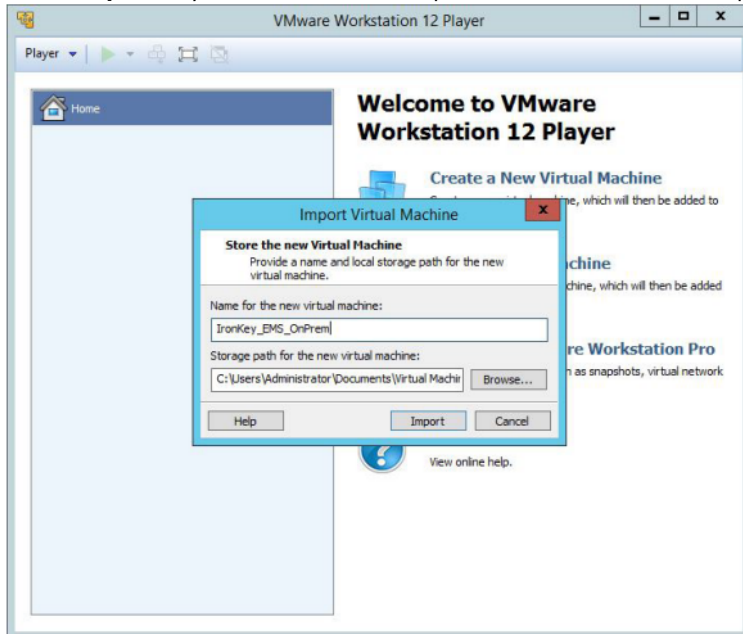 VMware Workstation 12 Player
Player
Home
Welcome to VMware
Workstation 12 Player
Create a New Virtual Machine
which will then be added to
Import Virtual Machine
Store the new Virtual Machine
Provide a name and local storage path for the new
virtual machine.
which will then be added
Name for the new virtual machine:
IronKey_EMS_OnPrem
Storage path for the new virtual machine:
C:\Users\Administrator\Documents\Virtual Machin
Browse...
Workstation Pro
as snapshots, virtual network
Help
Import
Cancel
View online help.